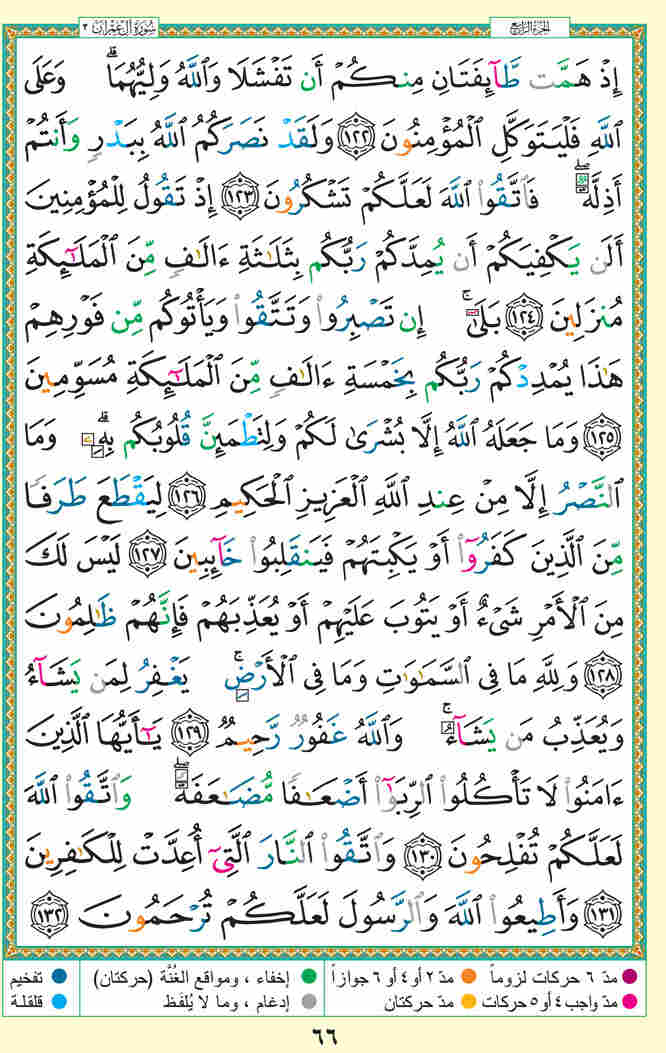 الجزء الرابع
سُورَةُ آلِ عِمْرَانَ ٣
إِذْ هَمَّت طَّآئِفَتَانِ مِنكُمْ أَن تَفْشَلَا وَٱللَّهُ وَلِيُّهُمَا ۗ وَعَلَى
ٱللَّهِ فَلْيَتَوَكَّلِ ٱلْمُؤْمِنُونَ ١٢٢ وَلَقَدْ نَصَرَكُمُ ٱللَّهُ بِبَدْرٍ وَأَنتُمْ
أَذِلَّةٌ ۖ فَٱتَّقُوا۟ ٱللَّهَ لَعَلَّكُمْ تَشْكُرُونَ ١٢٣ إِذْ تَقُولُ لِلْمُؤْمِنِينَ
أَلَن يَكْفِيَكُمْ أَن يُمِدَّكُمْ رَبُّكُم بِثَلَـٰثَةِ ءَالَـٰفٍ مِّنَ ٱلْمَلَـٰٓئِكَةِ
مُنزَلِينَ ١٢٤ بَلَىٰٓ ۚ إِن تَصْبِرُوا۟ وَتَتَّقُوا۟ وَيَأْتُوكُم مِّن فَوْرِهِمْ
هَـٰذَا يُمْدِدْكُمْ رَبُّكُم بِخَمْسَةِ ءَالَـٰفٍ مِّنَ ٱلْمَلَـٰٓئِكَةِ مُسَوِّمِينَ
١٢٥ وَمَا جَعَلَهُ ٱللَّهُ إِلَّا بُشْرَىٰ لَكُمْ وَلِتَطْمَئِنَّ قُلُوبُكُم بِهِۦ ۗ وَمَا
ٱلنَّصْرُ إِلَّا مِنْ عِندِ ٱللَّهِ ٱلْعَزِيزِ ٱلْحَكِيمِ ١٢٦ لِيَقْطَعَ طَرَفًا
مِّنَ ٱلَّذِينَ كَفَرُوٓا۟ أَوْ يَكْبِتَهُمْ فَيَنقَلِبُوا۟ خَآئِبِينَ ١٢٧ لَيْسَ لَكَ
مِنَ ٱلْأَمْرِ شَىْءٌ أَوْ يَتُوبَ عَلَيْهِمْ أَوْ يُعَذِّبَهُمْ فَإِنَّهُمْ ظَـٰلِمُونَ
١٢٨ وَلِلَّهِ مَا فِى ٱلسَّمَـٰوَٰتِ وَمَا فِى ٱلْأَرْضِ ۚ يَغْفِرُ لِمَن يَشَآءُ
وَيُعَذِّبُ مَن يَشَآءُ ۚ وَٱللَّهُ غَفُورٌ رَّحِيمٌ ١٢٩ يَـٰٓأَيُّهَا ٱلَّذِينَ
ءَامَنُوا۟ لَا تَأْكُلُوا۟ ٱلرِّبَوٰٓا۟ أَضْعَـٰفًا مُّضَـٰعَفَةً ۖ وَٱتَّقُوا۟ ٱللَّهَ
لَعَلَّكُمْ تُفْلِحُونَ ١٣٠ وَٱتَّقُوا۟ ٱلنَّارَ ٱلَّتِىٓ أُعِدَّتْ لِلْكَـٰفِرِينَ
١٣١ وَأَطِيعُوا۟ ٱللَّهَ وَٱلرَّسُولَ لَعَلَّكُمْ تُرْحَمُونَ ١٣٢
مدّ ٦ حركات لزوماً مدّ ٢ أو ٤ أو ٦ جوازاً إخفاء ، ومواقع الغُنَّة (حركتان) تفخيم
مدّ واجب ٤ أو ٥ حركات مدّ حركتان إدغام ، وما لا يُلفَظ قلقلة
٦٦